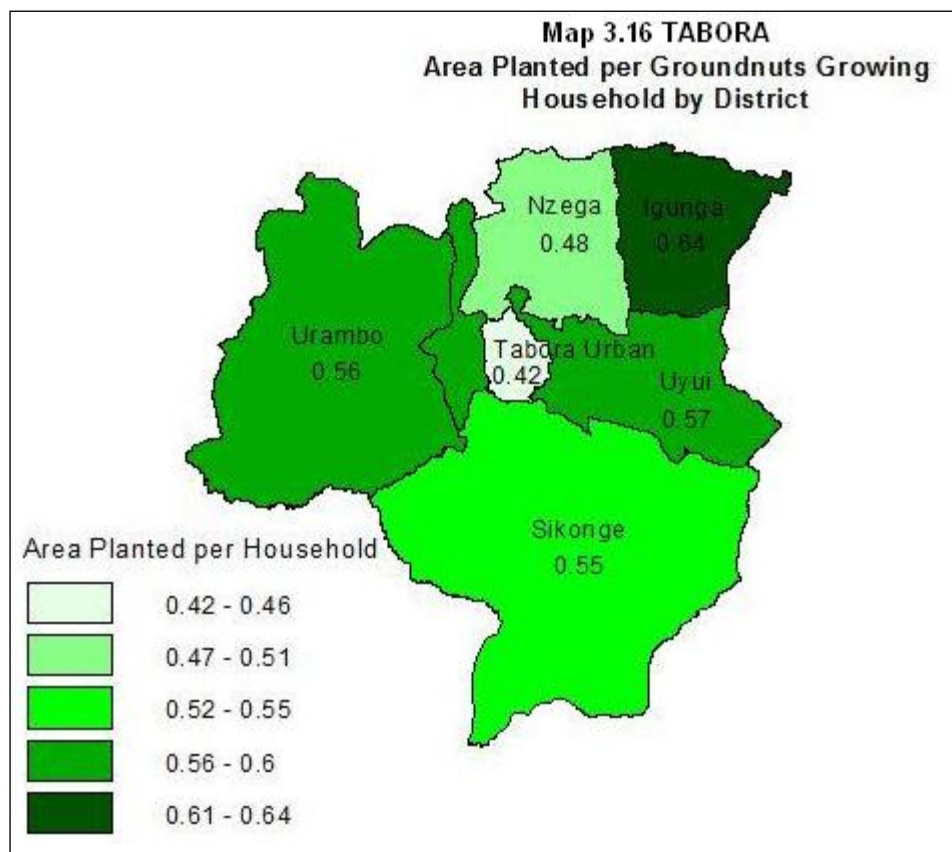 Map 3.16 TABORA
Area Planted per Groundnuts Growing
Household by District
Nzega
0.48
Igunga
0.64
Urambo
0.56
Tabora Urban
0.42
Uyui
0.57
Sikonge
0.55
Area Planted per Household
0.42 - 0.46
0.47 - 0.51
0.52 - 0.55
0.56 - 0.6
0.61 - 0.64